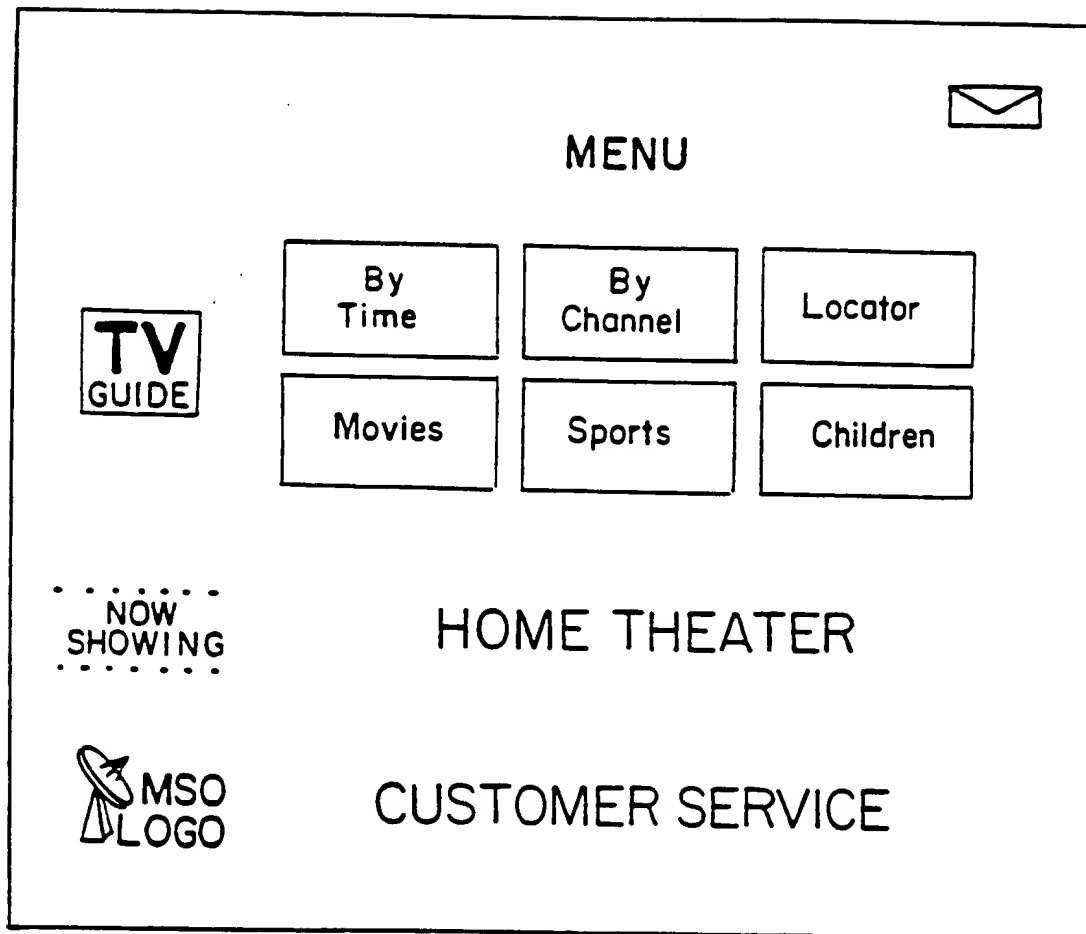 MENU
By
Time
By
Channel
Locator
TV
GUIDE
Movies
Sports
Children
NOW
SHOWING
HOME THEATER
MSO
LOGO
CUSTOMER SERVICE